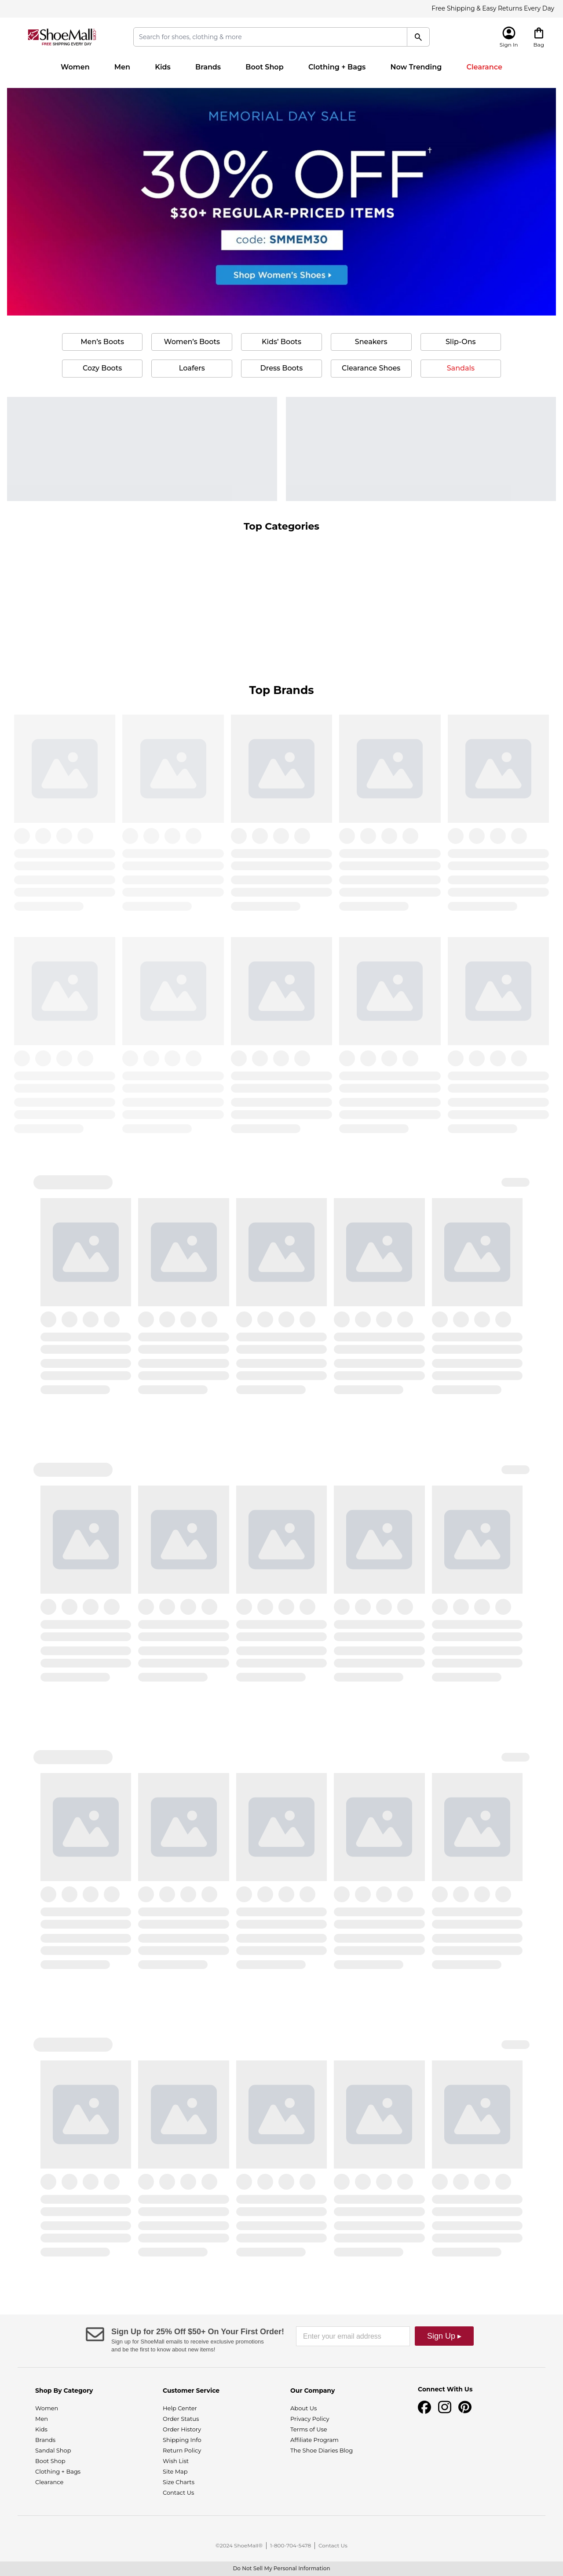 Free Shipping & Easy Returns Every Day
ShoeMall
FREE SHIPPING EVERY DAY
Search for shoes, clothing & more
Sign In
Bag
Women
Men
Kids
Brands
Boot Shop
Clothing + Bags
Now Trending
Clearance
MEMORIAL DAY SALE
30% OFF†
$30+ REGULAR-PRICED ITEMS
code: SMMEM30
Shop Women's Shoes ▸
Men's Boots
Women's Boots
Kids' Boots
Sneakers
Slip-Ons
Cozy Boots
Loafers
Dress Boots
Clearance Shoes
Sandals
Top Categories
Top Brands
Sign Up for 25% Off $50+ On Your First Order!
Sign up for ShoeMall emails to receive exclusive promotions
and be the first to know about new items!
Enter your email address
Sign Up ▸
Shop By Category
Women
Men
Kids
Brands
Sandal Shop
Boot Shop
Clothing + Bags
Clearance
Customer Service
Help Center
Order Status
Order History
Shipping Info
Return Policy
Wish List
Site Map
Size Charts
Contact Us
Our Company
About Us
Privacy Policy
Terms of Use
Affiliate Program
The Shoe Diaries Blog
Connect With Us
©2024 ShoeMall® | 1-800-704-5478 | Contact Us
Do Not Sell My Personal Information